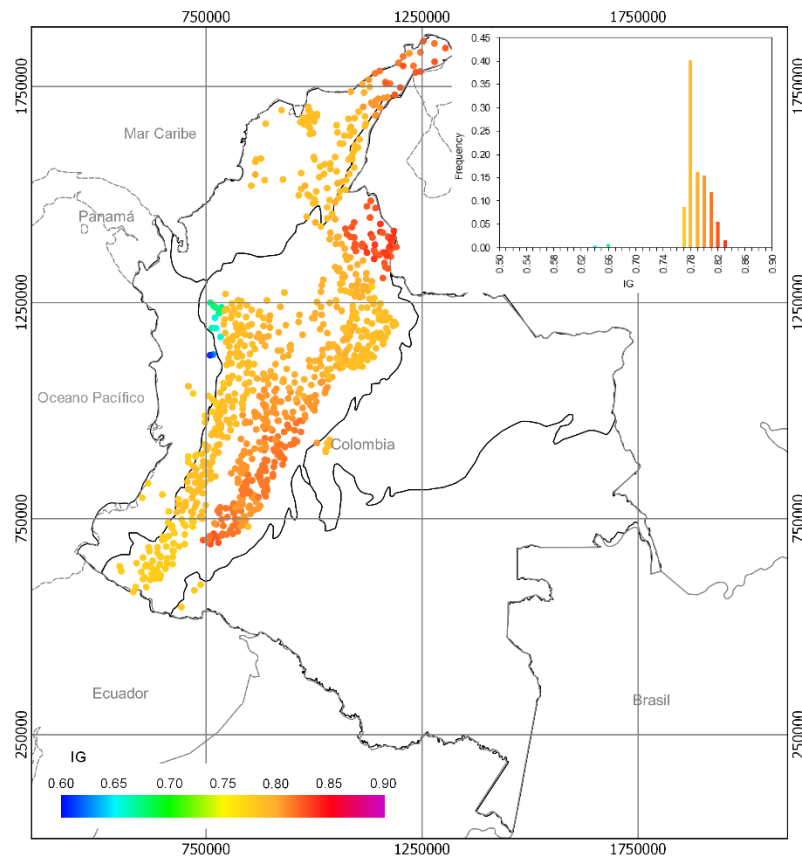 750000 1250000 1750000
0.45
0.40
0.35
0.30
0.25
0.20
0.15
0.10
0.05
0.00
Frequency
0.50 0.54 0.58 0.62 0.66 0.70 0.74 0.78 0.82 0.86 0.90
IG
1750000
1750000
Mar Caribe
Panamá
1250000
1250000
Oceano Pacífico
Colombia
750000
750000
Ecuador
Brasil
250000
250000
IG
0.60 0.65 0.70 0.75 0.80 0.85 0.90
750000 1250000 1750000